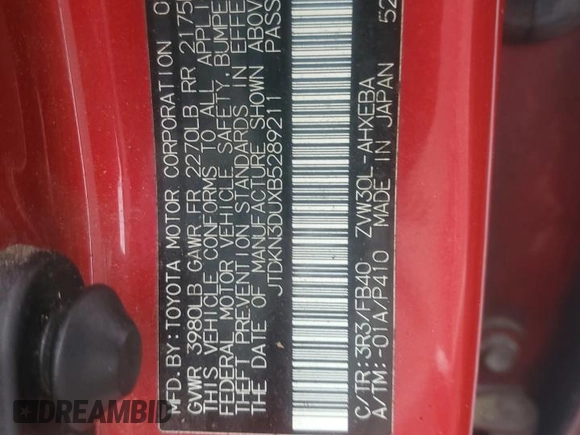 MFD. BY: TOYOTA MOTOR CORPORATION
GVWR 3980LB GAWR FR 2270LB RR 2175
THIS VEHICLE CONFORMS TO ALL APPLI
FEDERAL MOTOR VEHICLE SAFETY, BUMPE
THEFT PREVENTION STANDARDS IN EFFE
THE DATE OF MANUFACTURE SHOWN ABOV
JTDKN3DUXB5289211 PASS
C/TR: 3R3/FB40 ZVW30L-AHXEBA
A/TM: -01A/P410 MADE IN JAPAN 52
DREAMBID